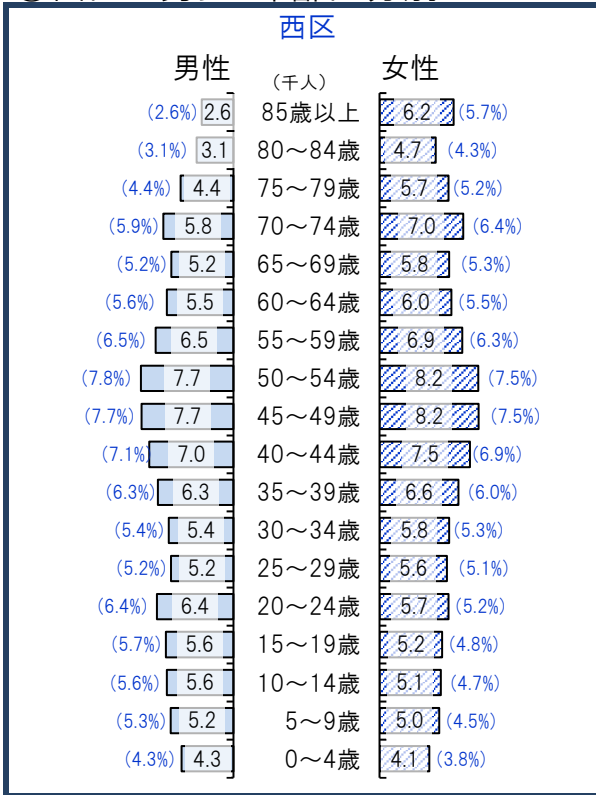 西区
男性 (千人) 女性
(2.6%) 2.6 85歳以上 6.2 (5.7%)
(3.1%) 3.1 80～84歳 4.7 (4.3%)
(4.4%) 4.4 75～79歳 5.7 (5.2%)
(5.9%) 5.8 70～74歳 7.0 (6.4%)
(5.2%) 5.2 65～69歳 5.8 (5.3%)
(5.6%) 5.5 60～64歳 6.0 (5.5%)
(6.5%) 6.5 55～59歳 6.9 (6.3%)
(7.8%) 7.7 50～54歳 8.2 (7.5%)
(7.7%) 7.7 45～49歳 8.2 (7.5%)
(7.1%) 7.0 40～44歳 7.5 (6.9%)
(6.3%) 6.3 35～39歳 6.6 (6.0%)
(5.4%) 5.4 30～34歳 5.8 (5.3%)
(5.2%) 5.2 25～29歳 5.6 (5.1%)
(6.4%) 6.4 20～24歳 5.7 (5.2%)
(5.7%) 5.6 15～19歳 5.2 (4.8%)
(5.6%) 5.6 10～14歳 5.1 (4.7%)
(5.3%) 5.2 5～9歳 5.0 (4.5%)
(4.3%) 4.3 0～4歳 4.1 (3.8%)